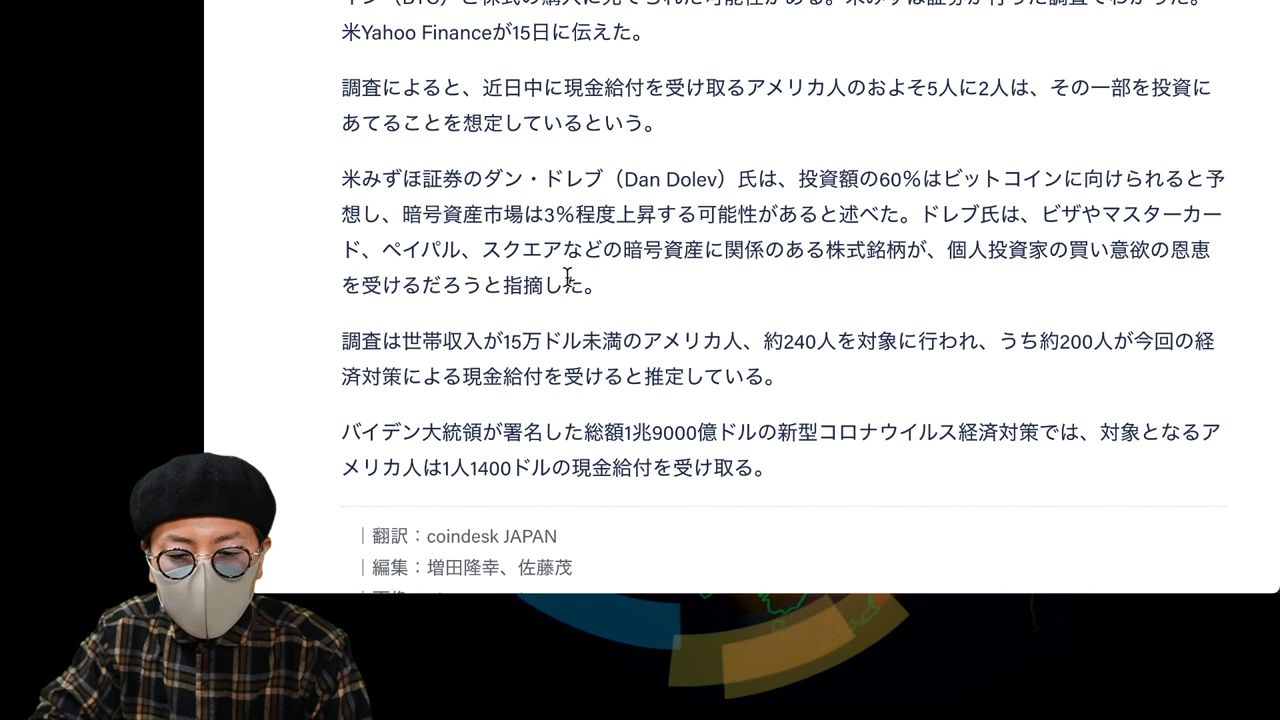 米Yahoo Financeが15日に伝えた。
調査によると、近日中に現金給付を受け取るアメリカ人のおよそ5人に2人は、その一部を投資に
あてることを想定しているという。
米みずほ証券のダン・ドレブ（Dan Dolev）氏は、投資額の60%はビットコインに向けられると予
想し、暗号資産市場は3%程度上昇する可能性があると述べた。ドレブ氏は、ビザやマスターカー
ド、ペイパル、スクエアなどの暗号資産に関係のある株式銘柄が、個人投資家の買い意欲の恩恵
を受けるだろうと指摘した。
調査は世帯収入が15万ドル未満のアメリカ人、約240人を対象に行われ、うち約200人が今回の経
済対策による現金給付を受けると推定している。
バイデン大統領が署名した総額1兆9000億ドルの新型コロナウイルス経済対策では、対象となるア
メリカ人は1人1400ドルの現金給付を受け取る。
｜翻訳：coindesk JAPAN
｜編集：増田隆幸、佐藤茂